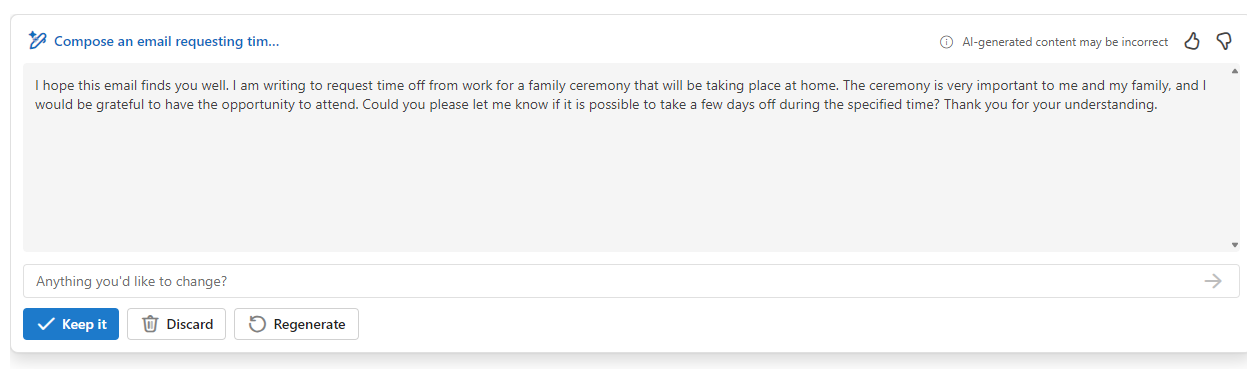 Compose an email requesting tim...
AI-generated content may be incorrect
I hope this email finds you well. I am writing to request time off from work for a family ceremony that will be taking place at home. The ceremony is very important to me and my family, and I
would be grateful to have the opportunity to attend. Could you please let me know if it is possible to take a few days off during the specified time? Thank you for your understanding.
Anything you'd like to change?
Keep it
Discard
Regenerate